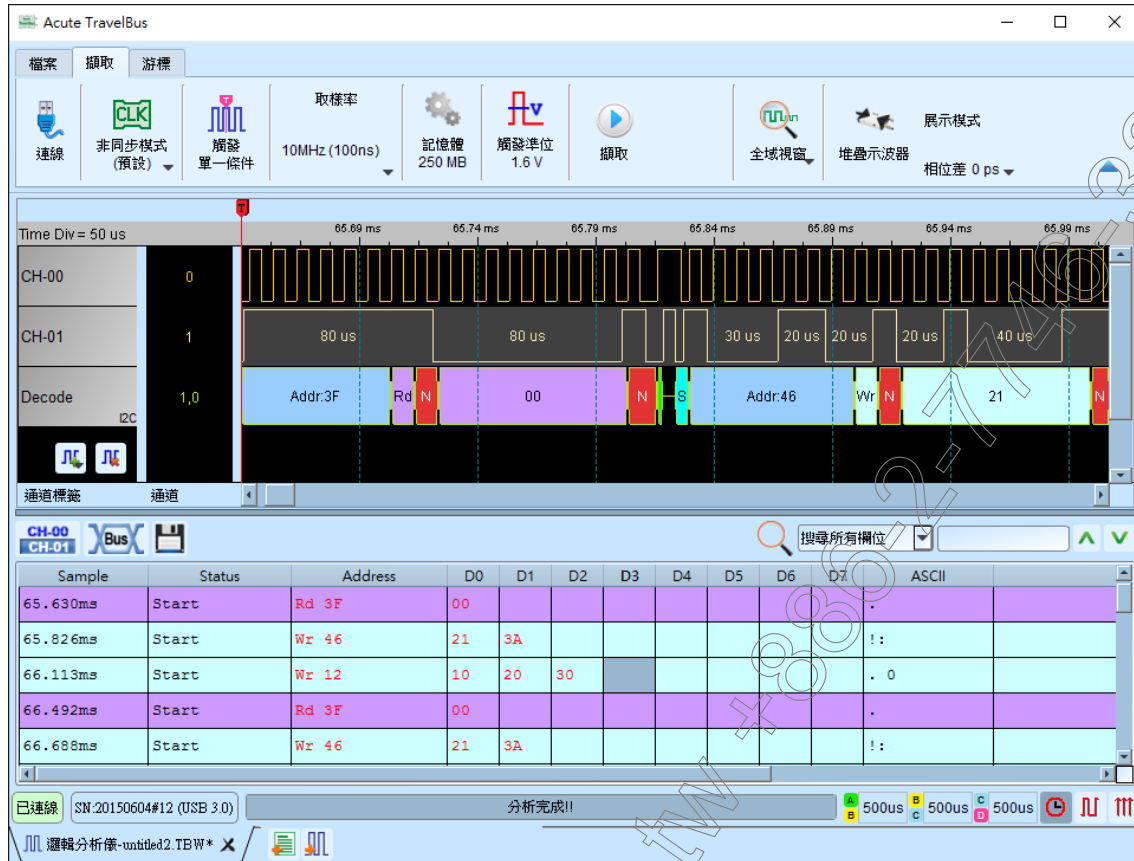 Acute TravelBus
檔案 擷取 游標
連線
CLK
非同步模式
(預設)
觸發
單一條件
取樣率
10MHz (100ns)
記憶體
250 MB
V
觸發準位
1.6 V
擷取
全域視窗
堆疊示波器
展示模式
相位差 0 ps
T
Time Div = 50 us
65.69 ms 65.74 ms 65.79 ms 65.84 ms 65.89 ms 65.94 ms 65.99 ms
CH-00 0
CH-01 1 80 us 80 us 30 us 20 us 20 us 20 us 40 us
Decode I2C 1,0 Addr:3F Rd N 00 N S Addr:46 Wr N 21 N
通道標籤 通道
CH-00
CH-01
Bus
搜尋所有欄位
Sample Status Address D0 D1 D2 D3 D4 D5 D6 D7 ASCII
65.630ms Start Rd 3F 00 .
65.826ms Start Wr 46 21 3A !:
66.113ms Start Wr 12 10 20 30 . 0
66.492ms Start Rd 3F 00 .
66.688ms Start Wr 46 21 3A !:
已連線 SN:20150604#12 (USB 3.0) 分析完成!! A B 500us B C 500us C D 500us
邏輯分析儀-untitled2.TBW* X